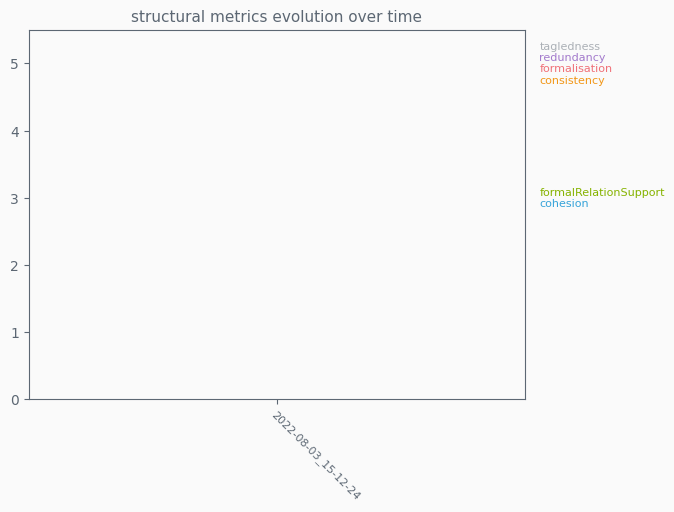 structural metrics evolution over time
tagledness
redundancy
formalisation
consistency
formalRelationSupport
cohesion
5
4
3
2
1
0
2022-08-03_15-12-24